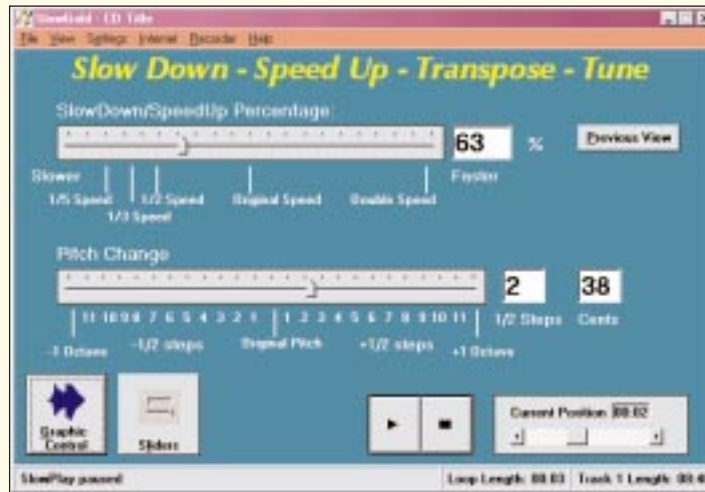 SlowGold - CD Title
File View Settings Internet Recorder Help
Slow Down - Speed Up - Transpose - Tune
SlowDown/SpeedUp Percentage
63 % Previous View
Slower Faster
1/5 Speed 1/2 Speed Original Speed Double Speed
1/3 Speed
Pitch Change
2 38
11 10 9 8 7 6 5 4 3 2 1 1 2 3 4 5 6 7 8 9 10 11 1/2 Steps Cents
-1 Octave -1/2 steps Original Pitch +1/2 steps +1 Octave
Graphic Control
Sliders
Current Position 00:02
SlowPlay paused Loop Length: 00:03 Track 1 Length: